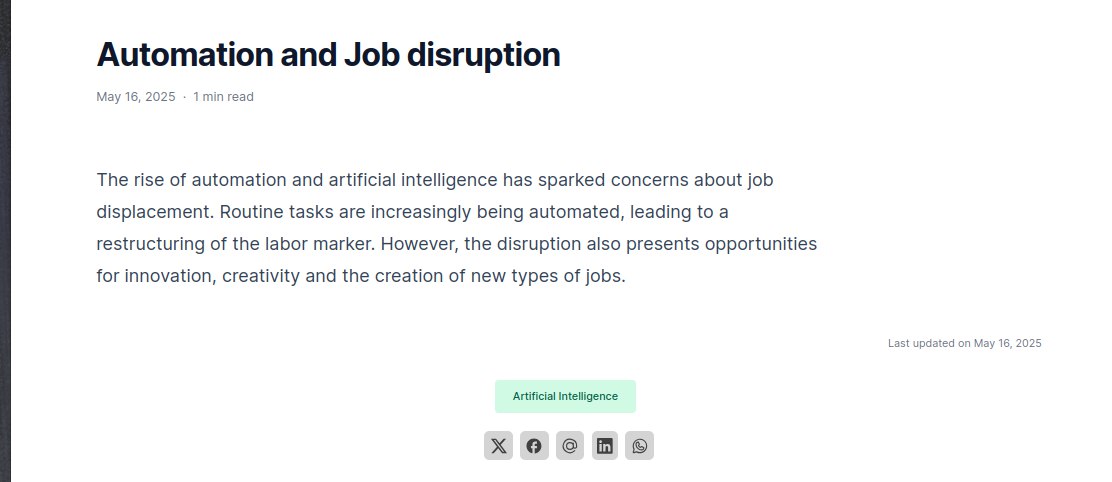 Automation and Job disruption
May 16, 2025 · 1 min read
The rise of automation and artificial intelligence has sparked concerns about job
displacement. Routine tasks are increasingly being automated, leading to a
restructuring of the labor marker. However, the disruption also presents opportunities
for innovation, creativity and the creation of new types of jobs.
Last updated on May 16, 2025
Artificial Intelligence